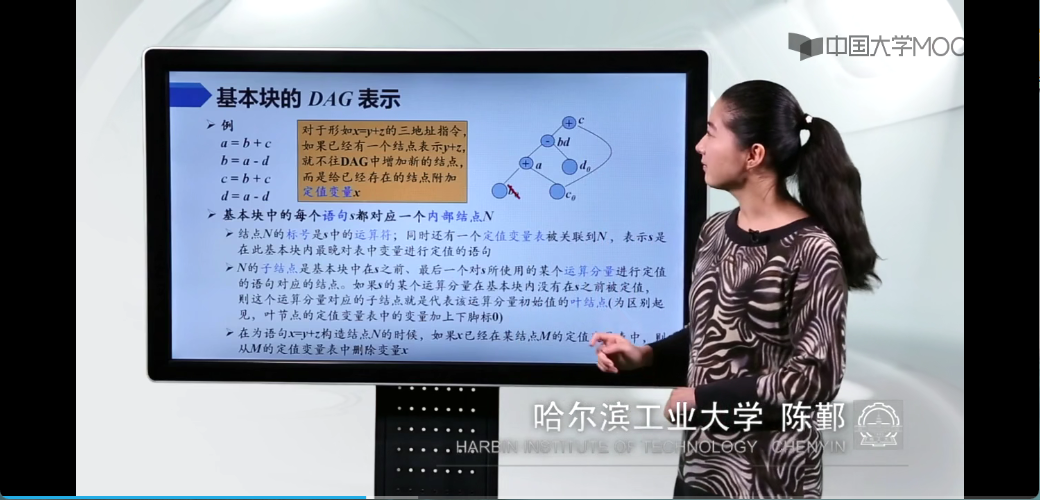 中国大学MOOC
基本块的 DAG 表示
➢ 例
a = b + c
b = a - d
c = b + c
d = a - d
对于形如x=y+z的三地址指令,
如果已经有一个结点表示y+z,
就不往DAG中增加新的结点,
而是给已经存在的结点附加
定值变量x
+ c
- bd
+ a
d₀
c₀
➢ 基本块中的每个语句s都对应一个内部结点N
➢ 结点N的标号是s中的运算符；同时还有一个定值变量表被关联到N，表示s是
在此基本块内最晚对表中变量进行定值的语句
➢ N的子结点是基本块中在s之前、最后一个对s所使用的某个运算分量进行定值
的语句对应的结点。如果s的某个运算分量在基本块内没有在s之前被定值,
则这个运算分量对应的子结点就是代表该运算分量初始值的叶结点(为区别起
见，叶节点的定值变量表中的变量加上下脚标0)
➢ 在为语句x=y+z构造结点N的时候，如果x已经在某结点M的定值 表中，则
从M的定值变量表中删除变量x
哈尔滨工业大学 陈鄞
HARBIN INSTITUTE OF TECHNOLOGY CHENYIN